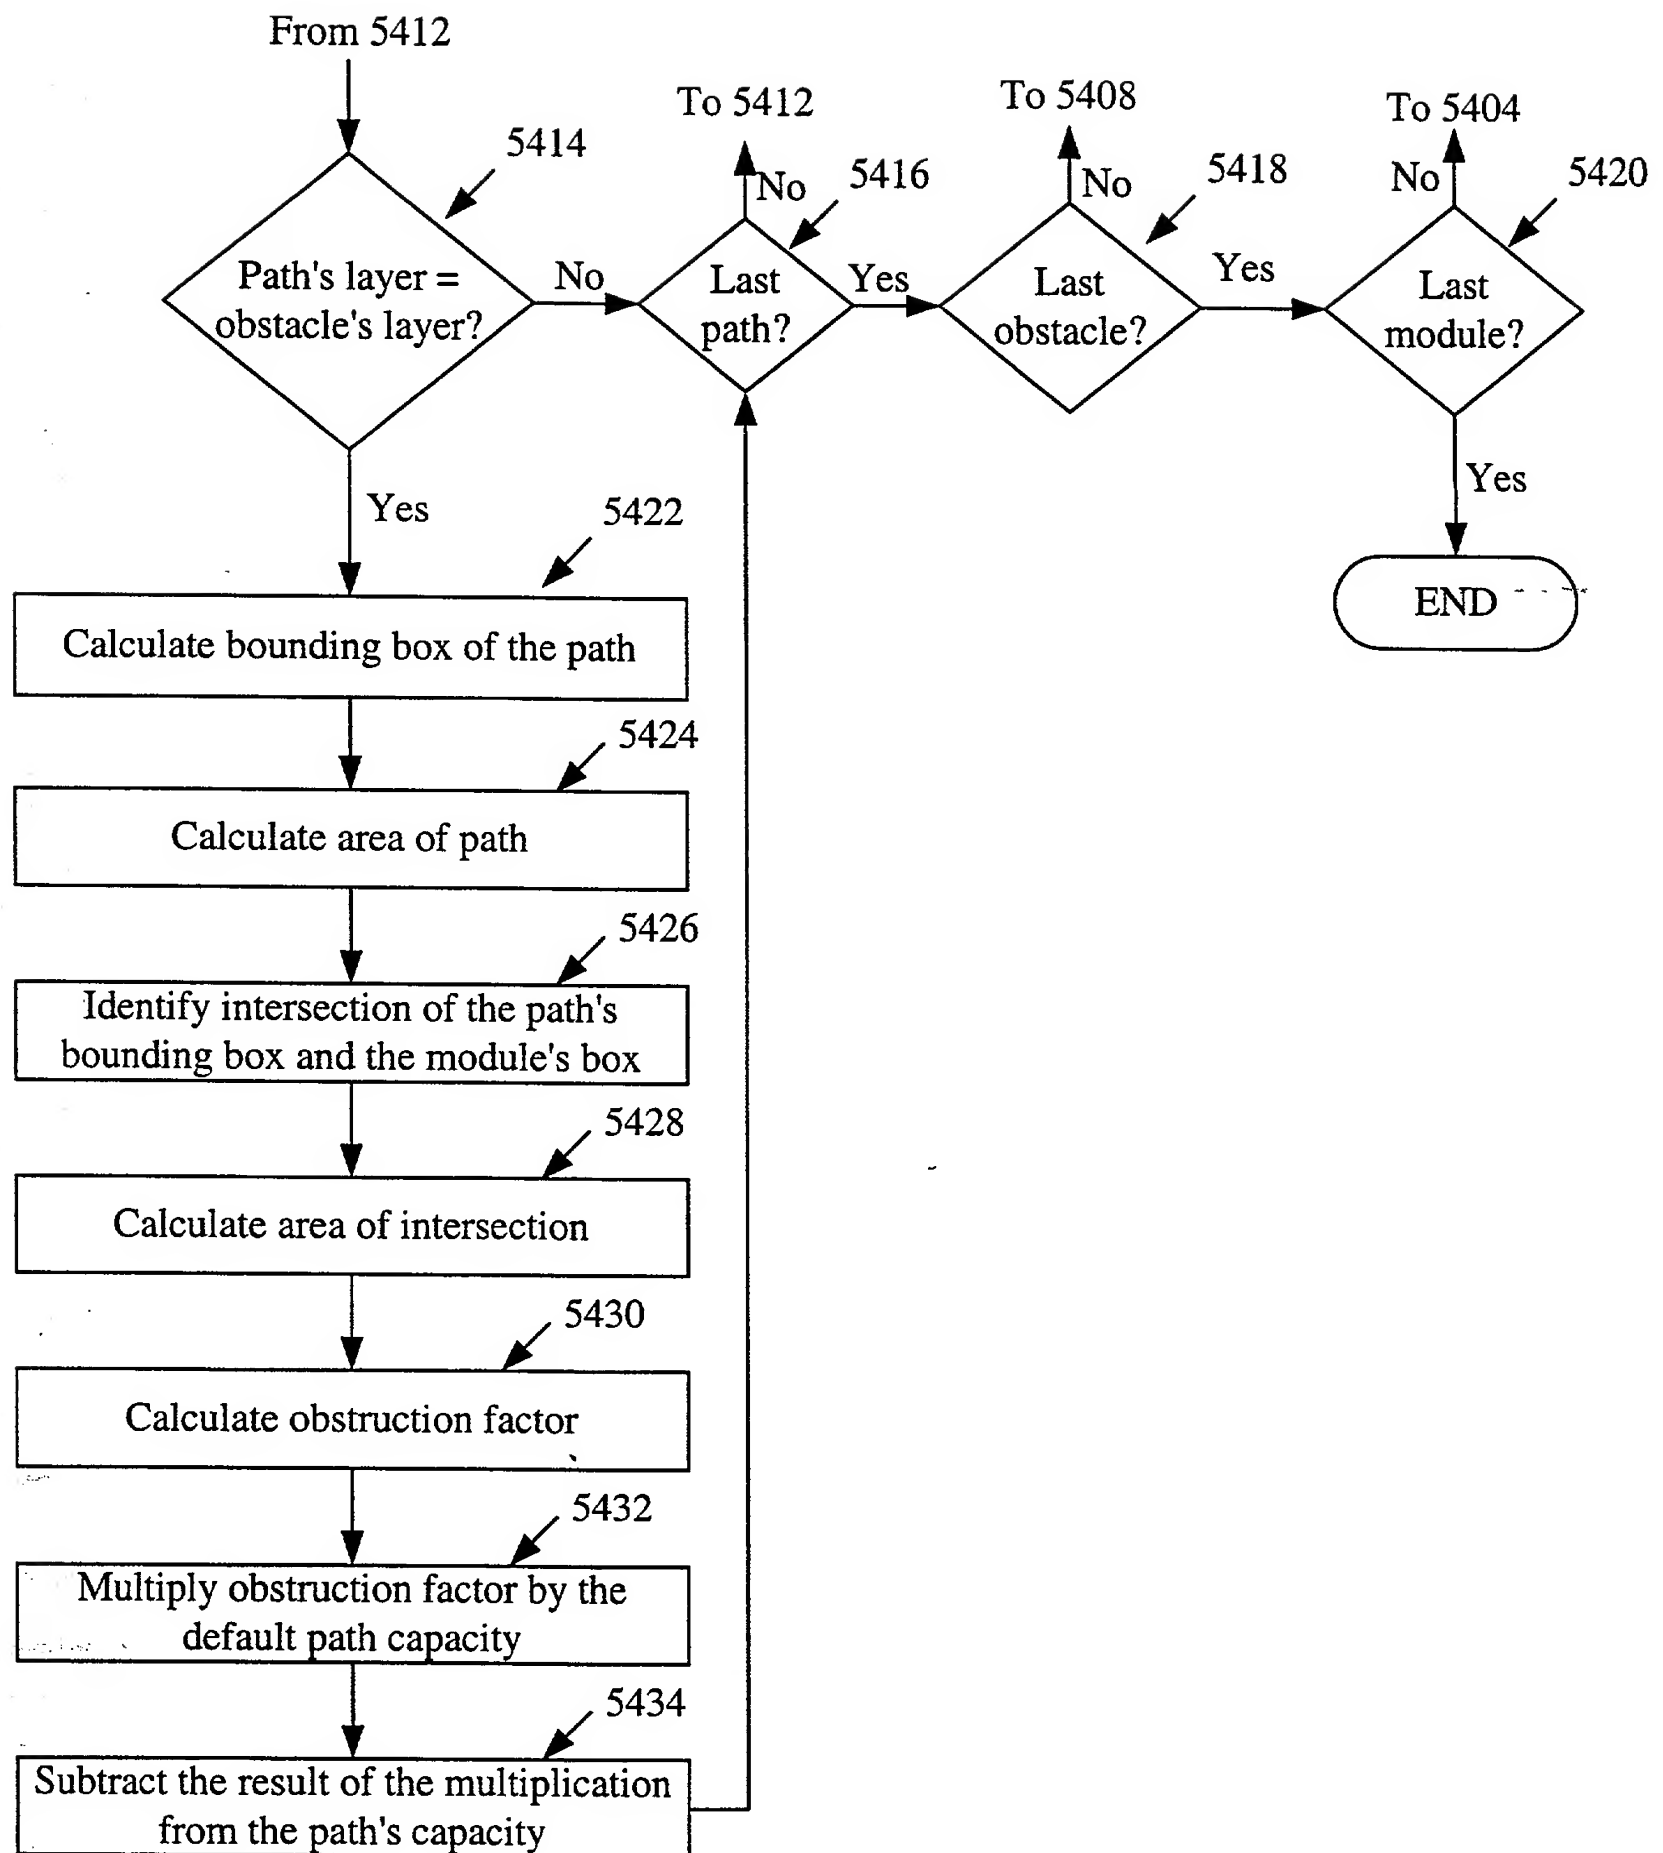 From 5412
5414
Path's layer =
obstacle's layer?
No
Yes
To 5412
No
5416
Last
path?
Yes
To 5408
No
5418
Last
obstacle?
Yes
To 5404
No
5420
Last
module?
Yes
END
5422
Calculate bounding box of the path
5424
Calculate area of path
5426
Identify intersection of the path's
bounding box and the module's box
5428
Calculate area of intersection
5430
Calculate obstruction factor
5432
Multiply obstruction factor by the
default path capacity
5434
Subtract the result of the multiplication
from the path's capacity